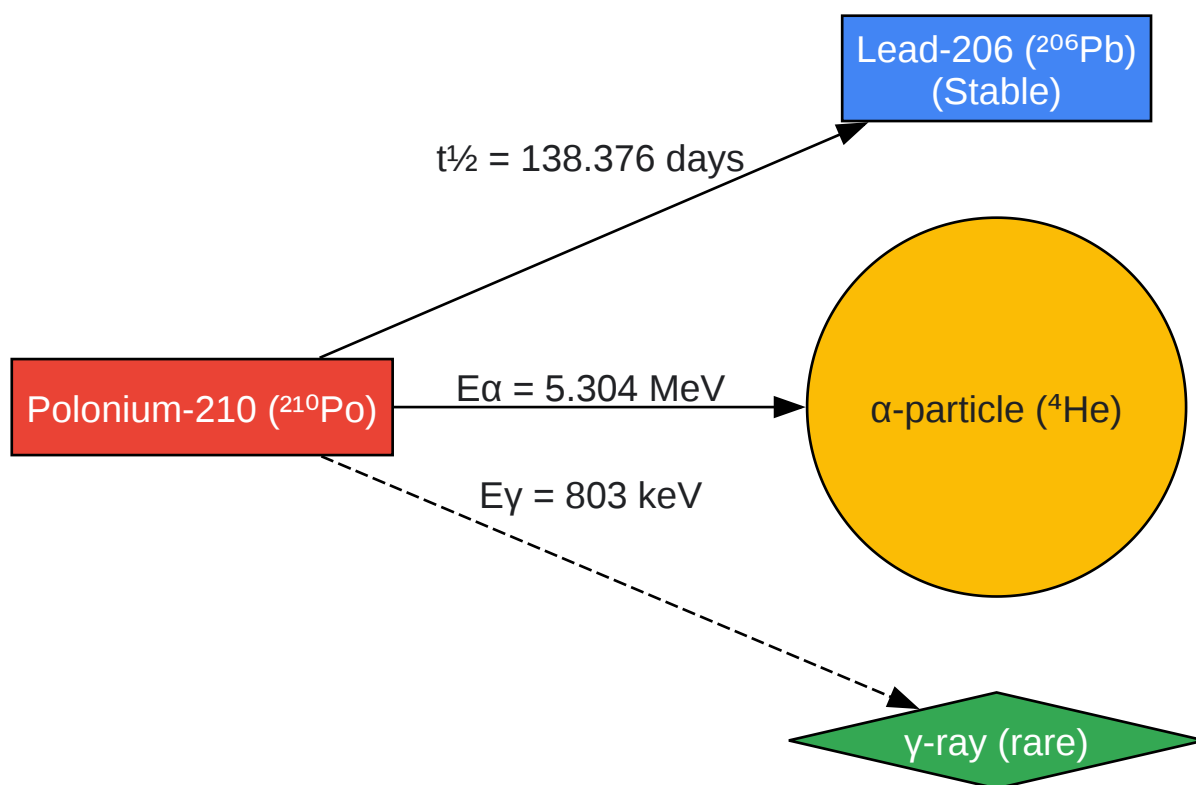 Lead-206 (²⁰⁶Pb)
(Stable)
t½ = 138.376 days
Polonium-210 (²¹⁰Po)
Eα = 5.304 MeV
α-particle (⁴He)
Eγ = 803 keV
γ-ray (rare)